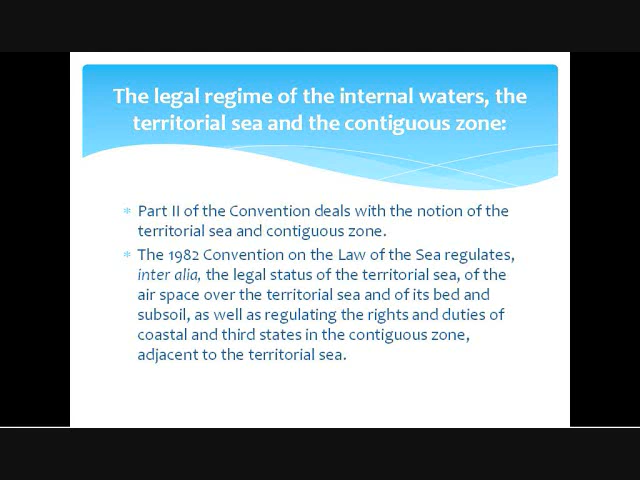 The legal regime of the internal waters, the
territorial sea and the contiguous zone:
* Part II of the Convention deals with the notion of the
territorial sea and contiguous zone.
* The 1982 Convention on the Law of the Sea regulates,
inter alia, the legal status of the territorial sea, of the
air space over the territorial sea and of its bed and
subsoil, as well as regulating the rights and duties of
coastal and third states in the contiguous zone,
adjacent to the territorial sea.